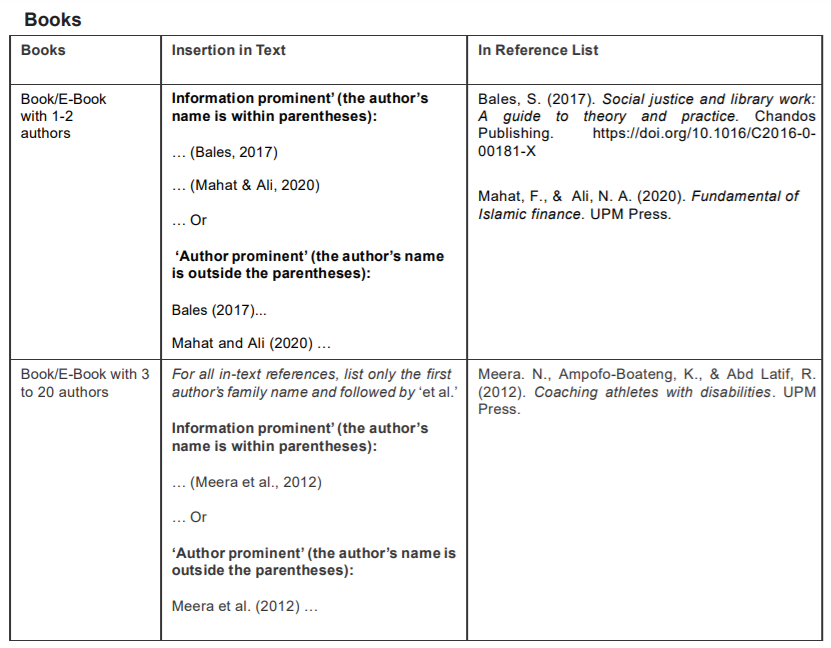 Books
Books
Insertion in Text
In Reference List
Book/E-Book
with 1-2
authors
Information prominent’ (the author’s
name is within parentheses):
… (Bales, 2017)
… (Mahat & Ali, 2020)
… Or
‘Author prominent’ (the author’s name
is outside the parentheses):
Bales (2017)...
Mahat and Ali (2020) …
Bales, S. (2017). Social justice and library work:
A guide to theory and practice. Chandos
Publishing. https://doi.org/10.1016/C2016-0-
00181-X
Mahat, F., & Ali, N. A. (2020). Fundamental of
Islamic finance. UPM Press.
Book/E-Book with 3
to 20 authors
For all in-text references, list only the first
author’s family name and followed by ‘et al.’
Information prominent’ (the author’s
name is within parentheses):
… (Meera et al., 2012)
… Or
‘Author prominent’ (the author’s name is
outside the parentheses):
Meera et al. (2012) …
Meera. N., Ampofo-Boateng, K., & Abd Latif, R.
(2012). Coaching athletes with disabilities. UPM
Press.